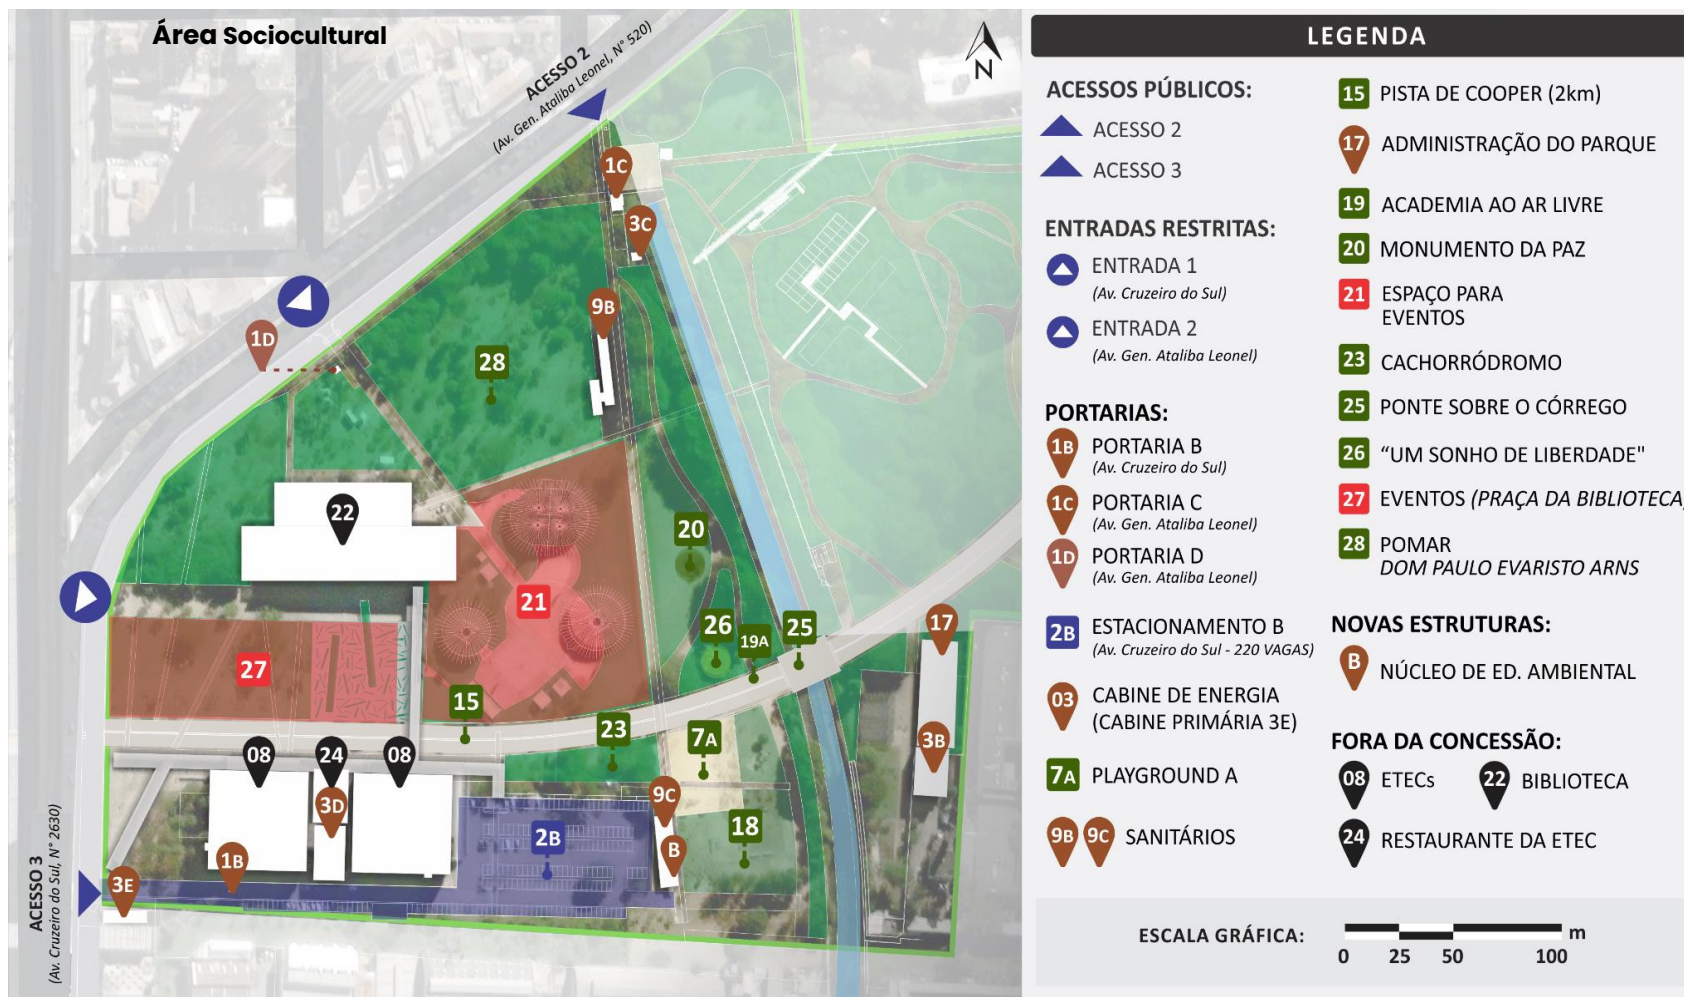 Área Sociocultural
ACESSO 2
(Av. Gen. Ataliba Leonel, N° 520)
N
1C
3C
9B
1D
28
22
20
21
26
19A
25
17
27
15
23
7A
3B
08
24
08
3D
9C
2B
18
B
1B
3E
ACESSO 3
(Av. Cruzeiro do Sul, N° 2630)
LEGENDA
ACESSOS PÚBLICOS:
ACESSO 2
ACESSO 3
ENTRADAS RESTRITAS:
ENTRADA 1
(Av. Cruzeiro do Sul)
ENTRADA 2
(Av. Gen. Ataliba Leonel)
PORTARIAS:
1B PORTARIA B
(Av. Cruzeiro do Sul)
1C PORTARIA C
(Av. Gen. Ataliba Leonel)
1D PORTARIA D
(Av. Gen. Ataliba Leonel)
2B ESTACIONAMENTO B
(Av. Cruzeiro do Sul - 220 VAGAS)
03 CABINE DE ENERGIA
(CABINE PRIMÁRIA 3E)
7A PLAYGROUND A
9B 9C SANITÁRIOS
15 PISTA DE COOPER (2km)
17 ADMINISTRAÇÃO DO PARQUE
19 ACADEMIA AO AR LIVRE
20 MONUMENTO DA PAZ
21 ESPAÇO PARA
EVENTOS
23 CACHORRÓDROMO
25 PONTE SOBRE O CÓRREGO
26 “UM SONHO DE LIBERDADE"
27 EVENTOS (PRAÇA DA BIBLIOTECA)
28 POMAR
DOM PAULO EVARISTO ARNS
NOVAS ESTRUTURAS:
B NÚCLEO DE ED. AMBIENTAL
FORA DA CONCESSÃO:
08 ETECs 22 BIBLIOTECA
24 RESTAURANTE DA ETEC
ESCALA GRÁFICA:
m
0 25 50 100